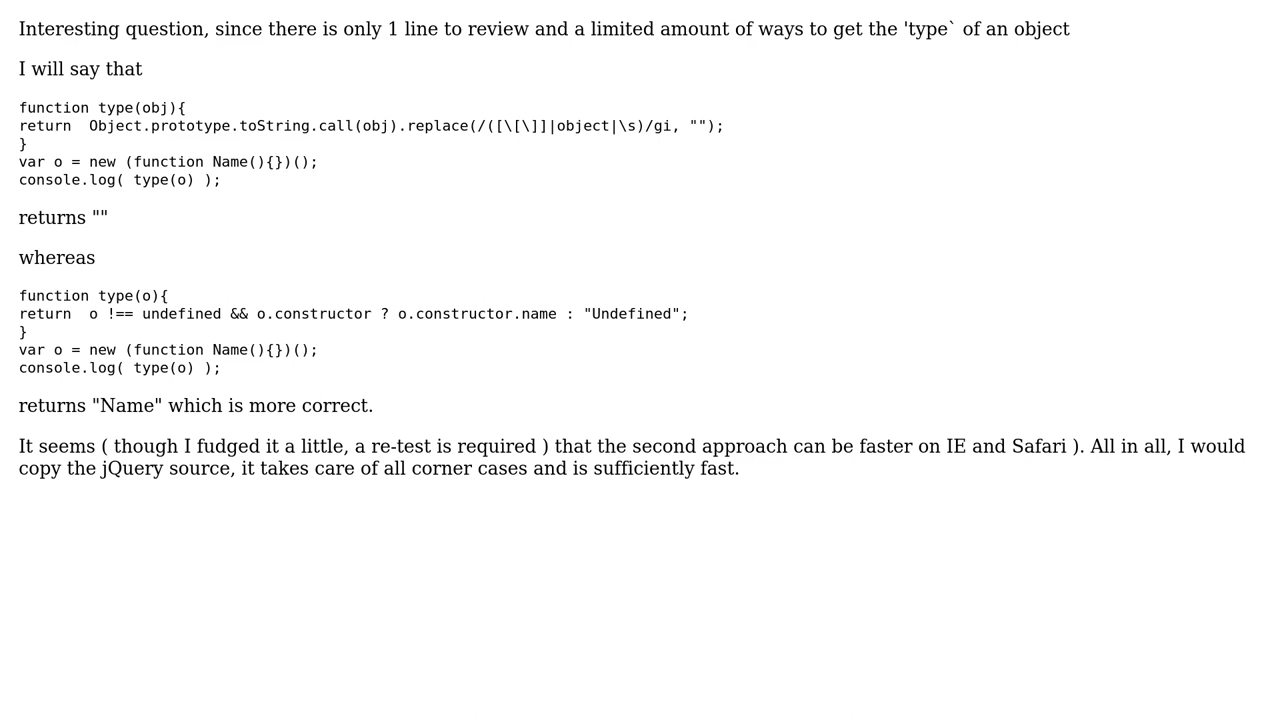 Interesting question, since there is only 1 line to review and a limited amount of ways to get the 'type` of an object
I will say that
function type(obj){
return  Object.prototype.toString.call(obj).replace(/([\[\]]|object|\s)/gi, "");
}
var o = new (function Name(){})();
console.log( type(o) );
returns ""
whereas
function type(o){
return  o !== undefined && o.constructor ? o.constructor.name : "Undefined";
}
var o = new (function Name(){})();
console.log( type(o) );
returns "Name" which is more correct.
It seems ( though I fudged it a little, a re-test is required ) that the second approach can be faster on IE and Safari ). All in all, I would
copy the jQuery source, it takes care of all corner cases and is sufficiently fast.